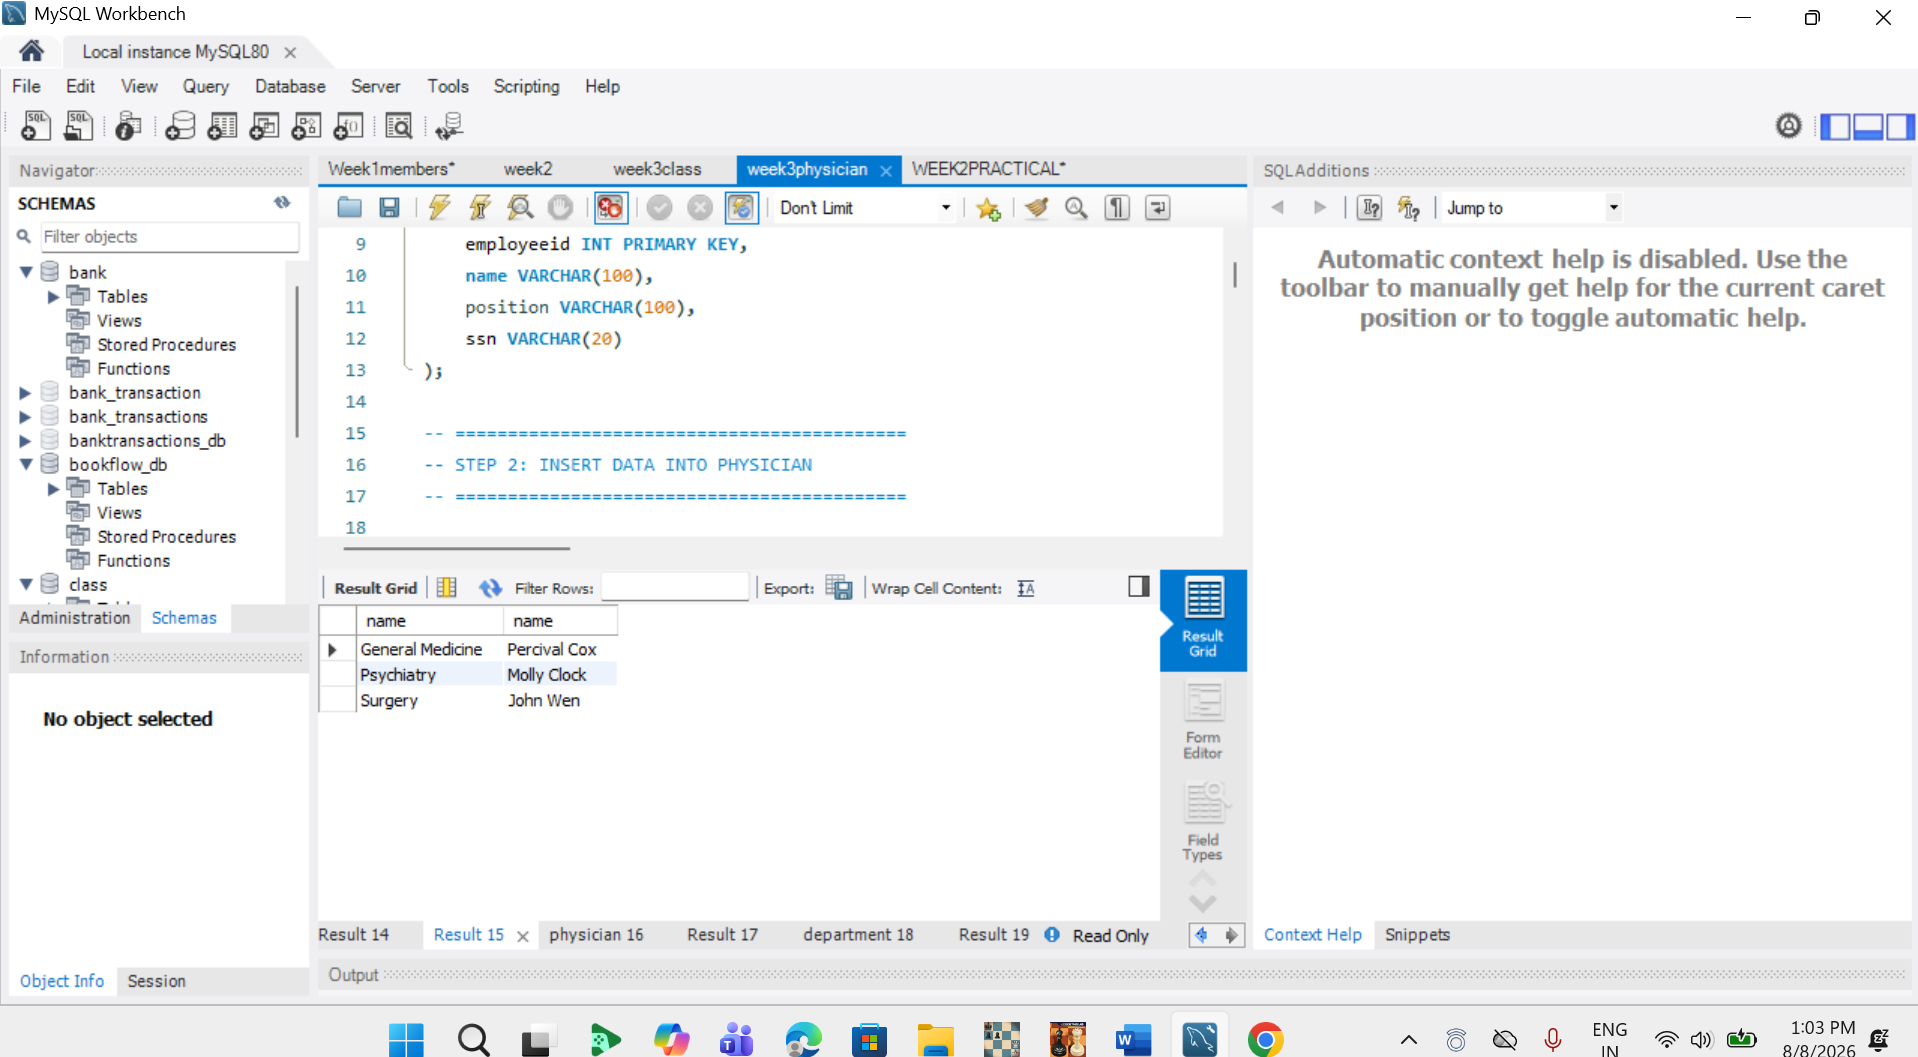 MySQL Workbench
Local instance MySQL80
File Edit View Query Database Server Tools Scripting Help
Navigator
SCHEMAS
Filter objects
bank
Tables
Views
Stored Procedures
Functions
bank_transaction
bank_transactions
banktransactions_db
bookflow_db
Tables
Views
Stored Procedures
Functions
class
Administration Schemas
Information
No object selected
Object Info Session
Week1members* week2 week3class week3physician WEEK2PRACTICAL*
Don't Limit
9 employeeid INT PRIMARY KEY,
10 name VARCHAR(100),
11 position VARCHAR(100),
12 ssn VARCHAR(20)
13 );
14
15 -- ===========================================
16 -- STEP 2: INSERT DATA INTO PHYSICIAN
17 -- ===========================================
18
Result Grid Filter Rows: Export: Wrap Cell Content:
name name
General Medicine Percival Cox
Psychiatry Molly Clock
Surgery John Wen
Result
Grid
Form
Editor
Field
Types
Result 14 Result 15 physician 16 Result 17 department 18 Result 19 Read Only
Output
SQLAdditions
Jump to
Automatic context help is disabled. Use the
toolbar to manually get help for the current caret
position or to toggle automatic help.
Context Help Snippets
ENG
IN
1:03 PM
8/8/2026